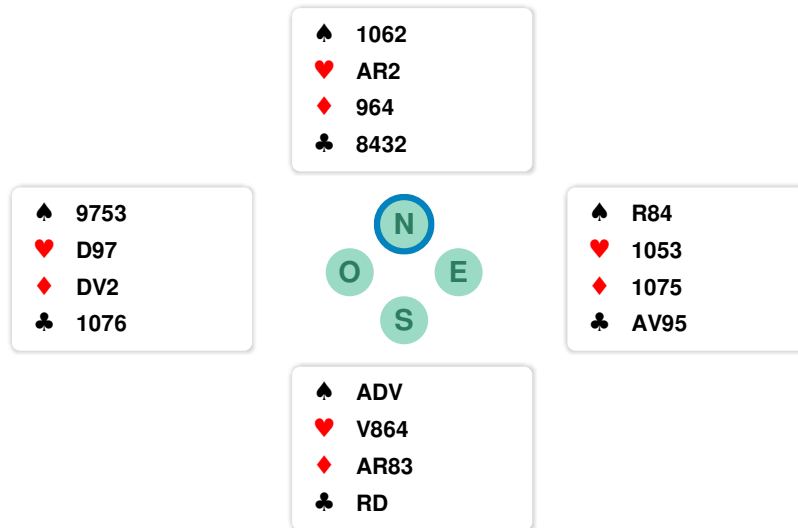 ♠ 1062
♥ AR2
♦ 964
♣ 8432
♠ 9753
♥ D97
♦ DV2
♣ 1076
N
O E
S
♠ R84
♥ 1053
♦ 1075
♣ AV95
♠ ADV
♥ V864
♦ AR83
♣ RD